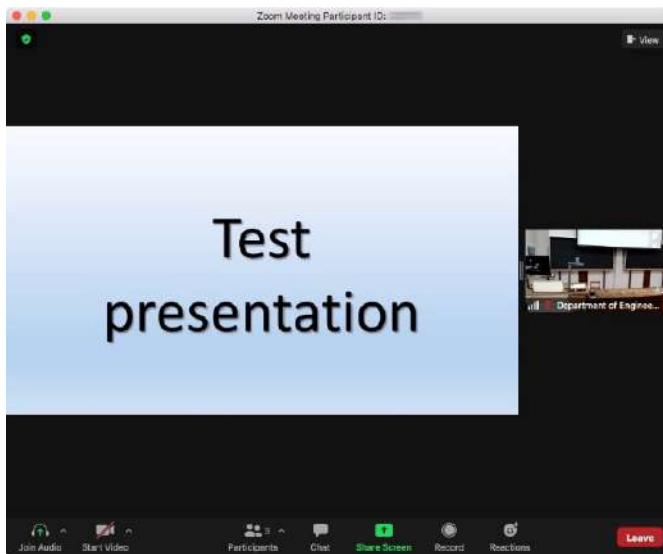 Zoom Meeting Participant ID:
View
Test
presentation
Department of Enginee...
Join Audio
Start Video
Participants
Chat
Share Screen
Record
Reactions
Leave